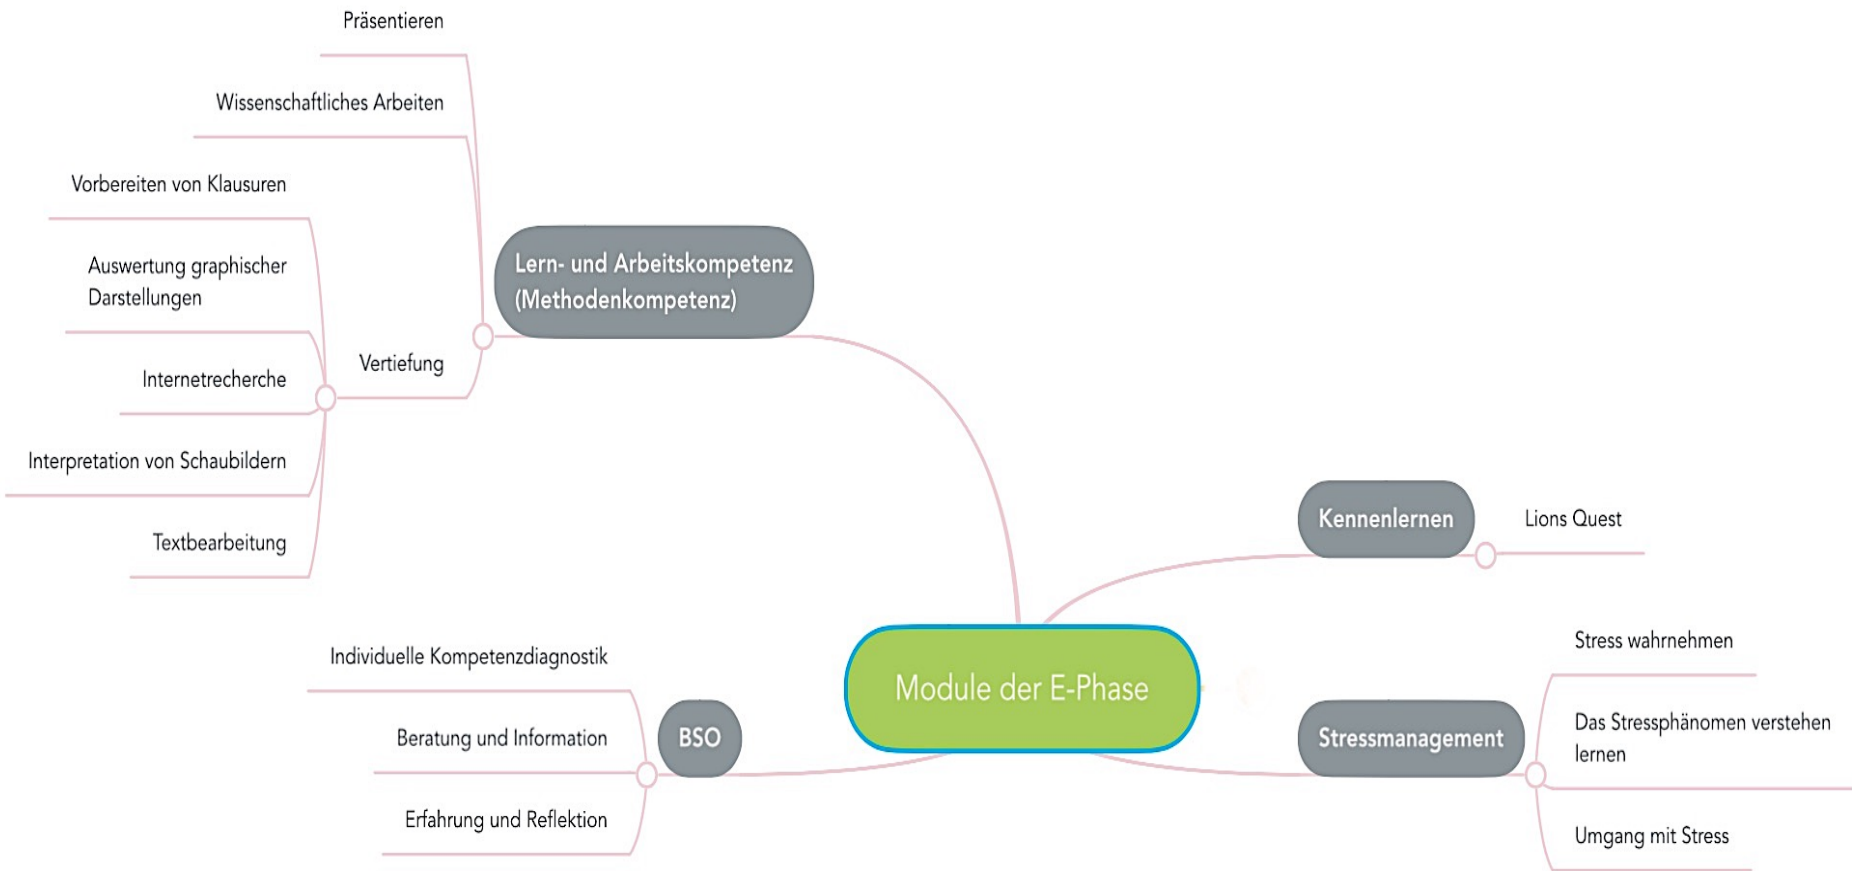 Präsentieren
Wissenschaftliches Arbeiten
Vorbereiten von Klausuren
Auswertung graphischer
Darstellungen
Internetrecherche
Interpretation von Schaubildern
Textbearbeitung
Vertiefung
Lern- und Arbeitskompetenz
(Methodenkompetenz)
Kennenlernen
Lions Quest
Module der E-Phase
Individuelle Kompetenzdiagnostik
Beratung und Information
Erfahrung und Reflektion
BSO
Stressmanagement
Stress wahrnehmen
Das Stressphänomen verstehen
lernen
Umgang mit Stress